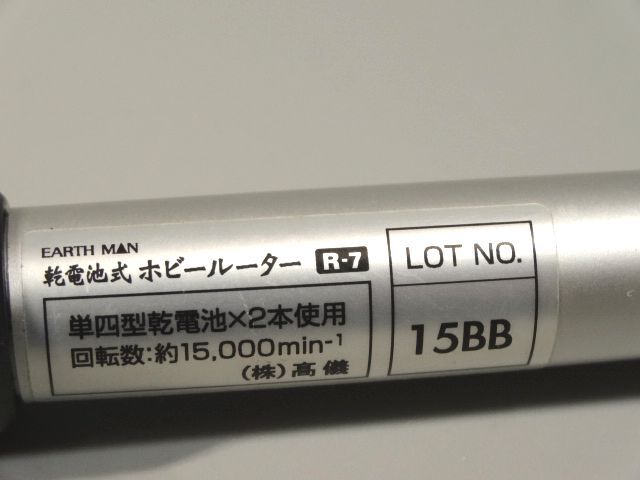 EARTH MAN
乾電池式 ホビールーター R-7
単四型乾電池×2本使用
回転数:約15,000min-¹
(株)高儀
LOT NO.
15BB